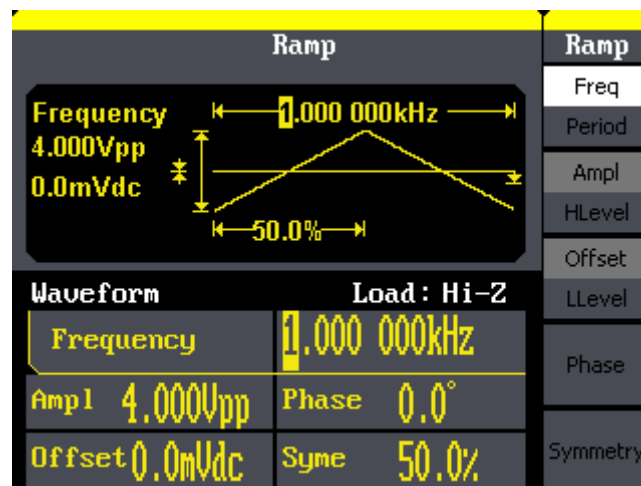 Ramp
Frequency
1.000 000kHz
4.000Vpp
0.0mVdc
50.0%
Waveform
Load: Hi-Z
Frequency
1.000 000kHz
Ampl 4.000Vpp
Phase 0.0°
Offset 0.0mVdc
Syme 50.0%
Ramp
Freq
Period
Ampl
HLevel
Offset
LLevel
Phase
Symmetry